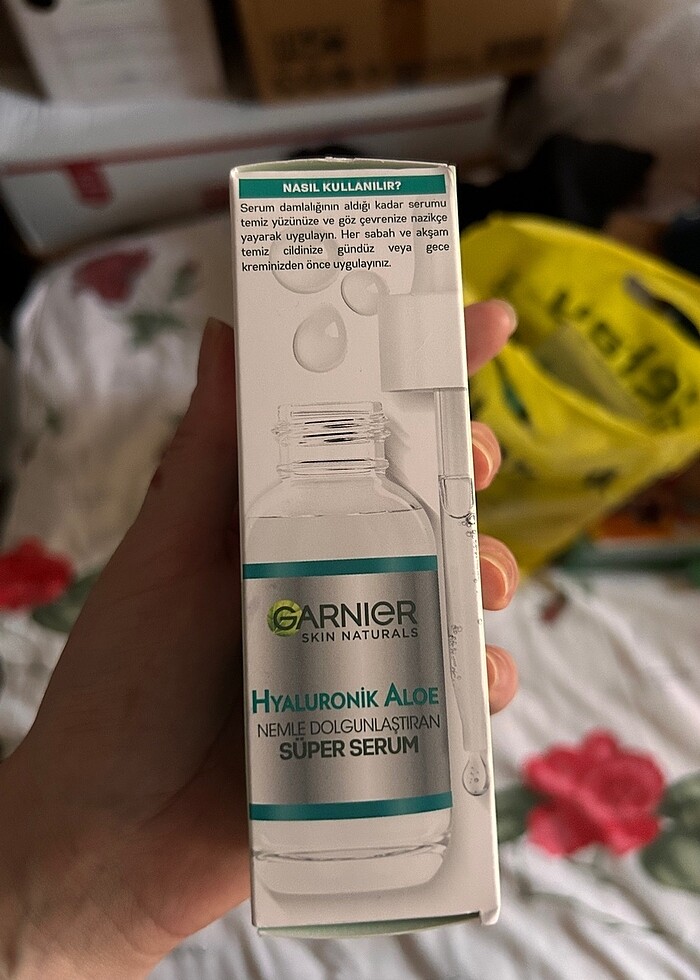 NASIL KULLANILIR?
Serum damlalığının aldığı kadar serumu
temiz yüzünüze ve göz çevrenize nazikçe
yayarak uygulayın. Her sabah ve akşam
temiz cildinize gündüz veya gece
kreminizden önce uygulayınız.
GARNIER
SKIN NATURALS
HYALURONİK ALOE
NEMLE DOLGUNLAŞTIRAN
SÜPER SERUM